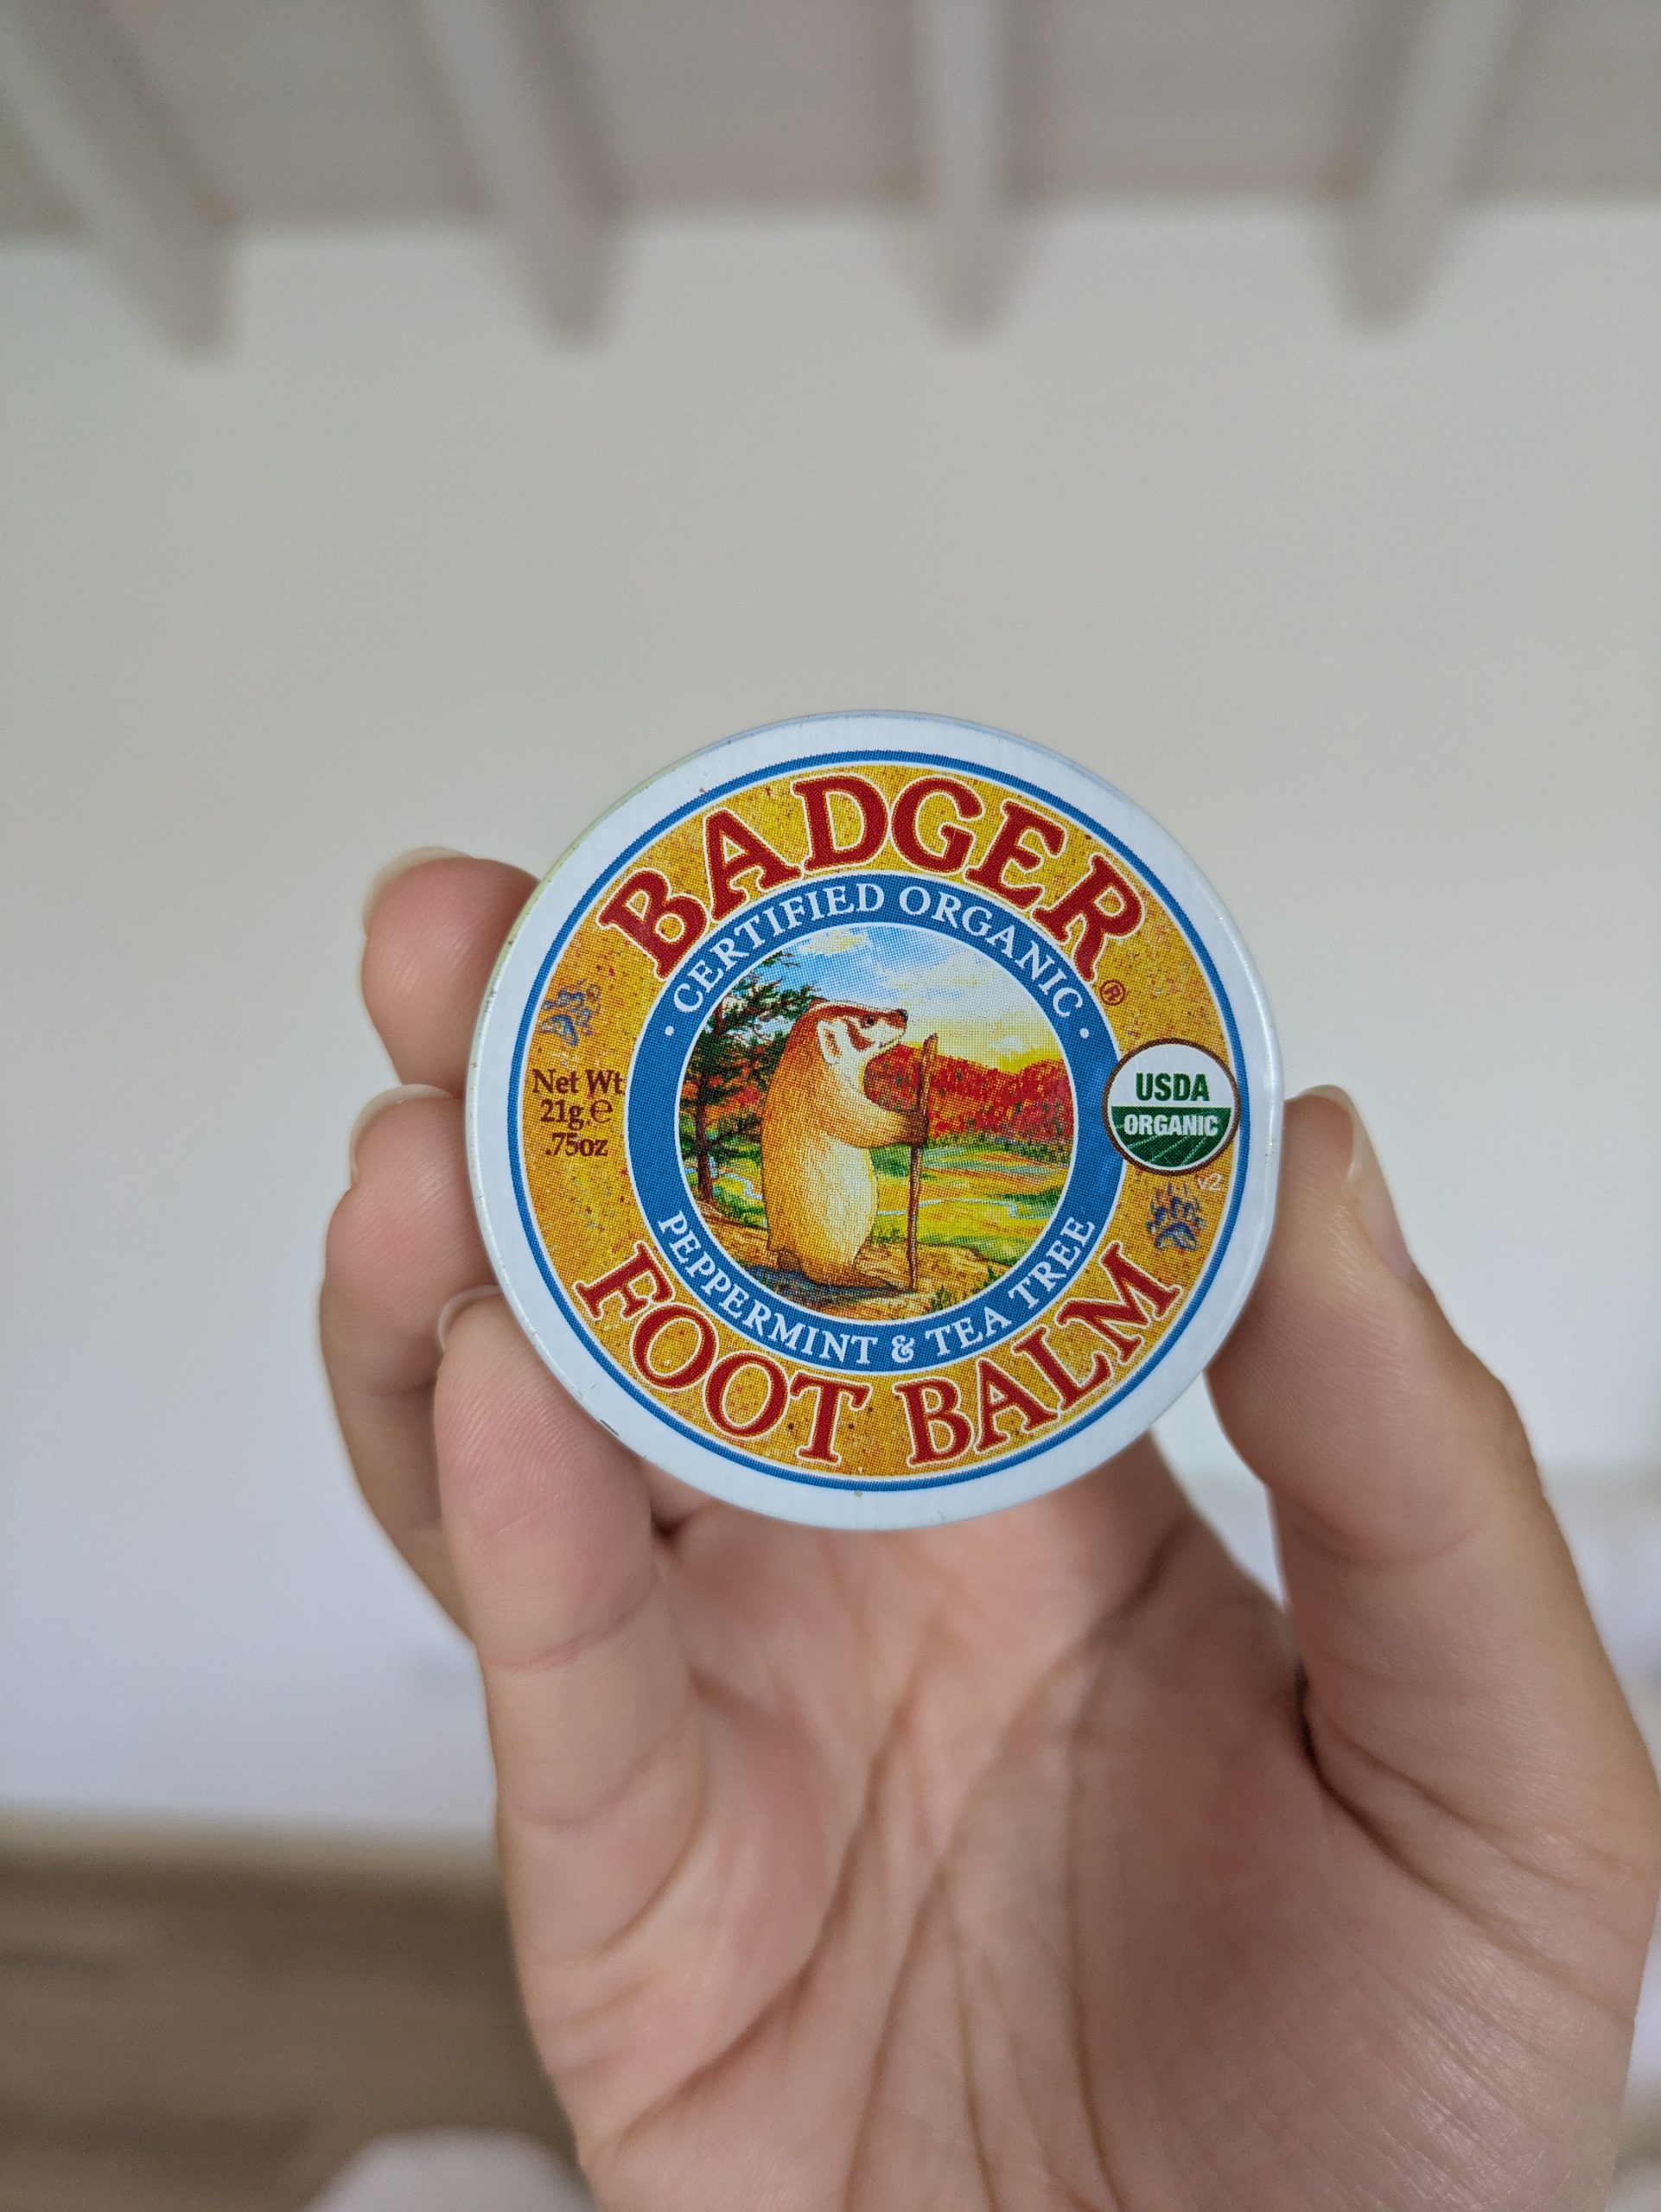 BADGER®
· CERTIFIED ORGANIC ·
Net Wt
21g.℮
.75oz
USDA
ORGANIC
v2
PEPPERMINT & TEA TREE
FOOT BALM